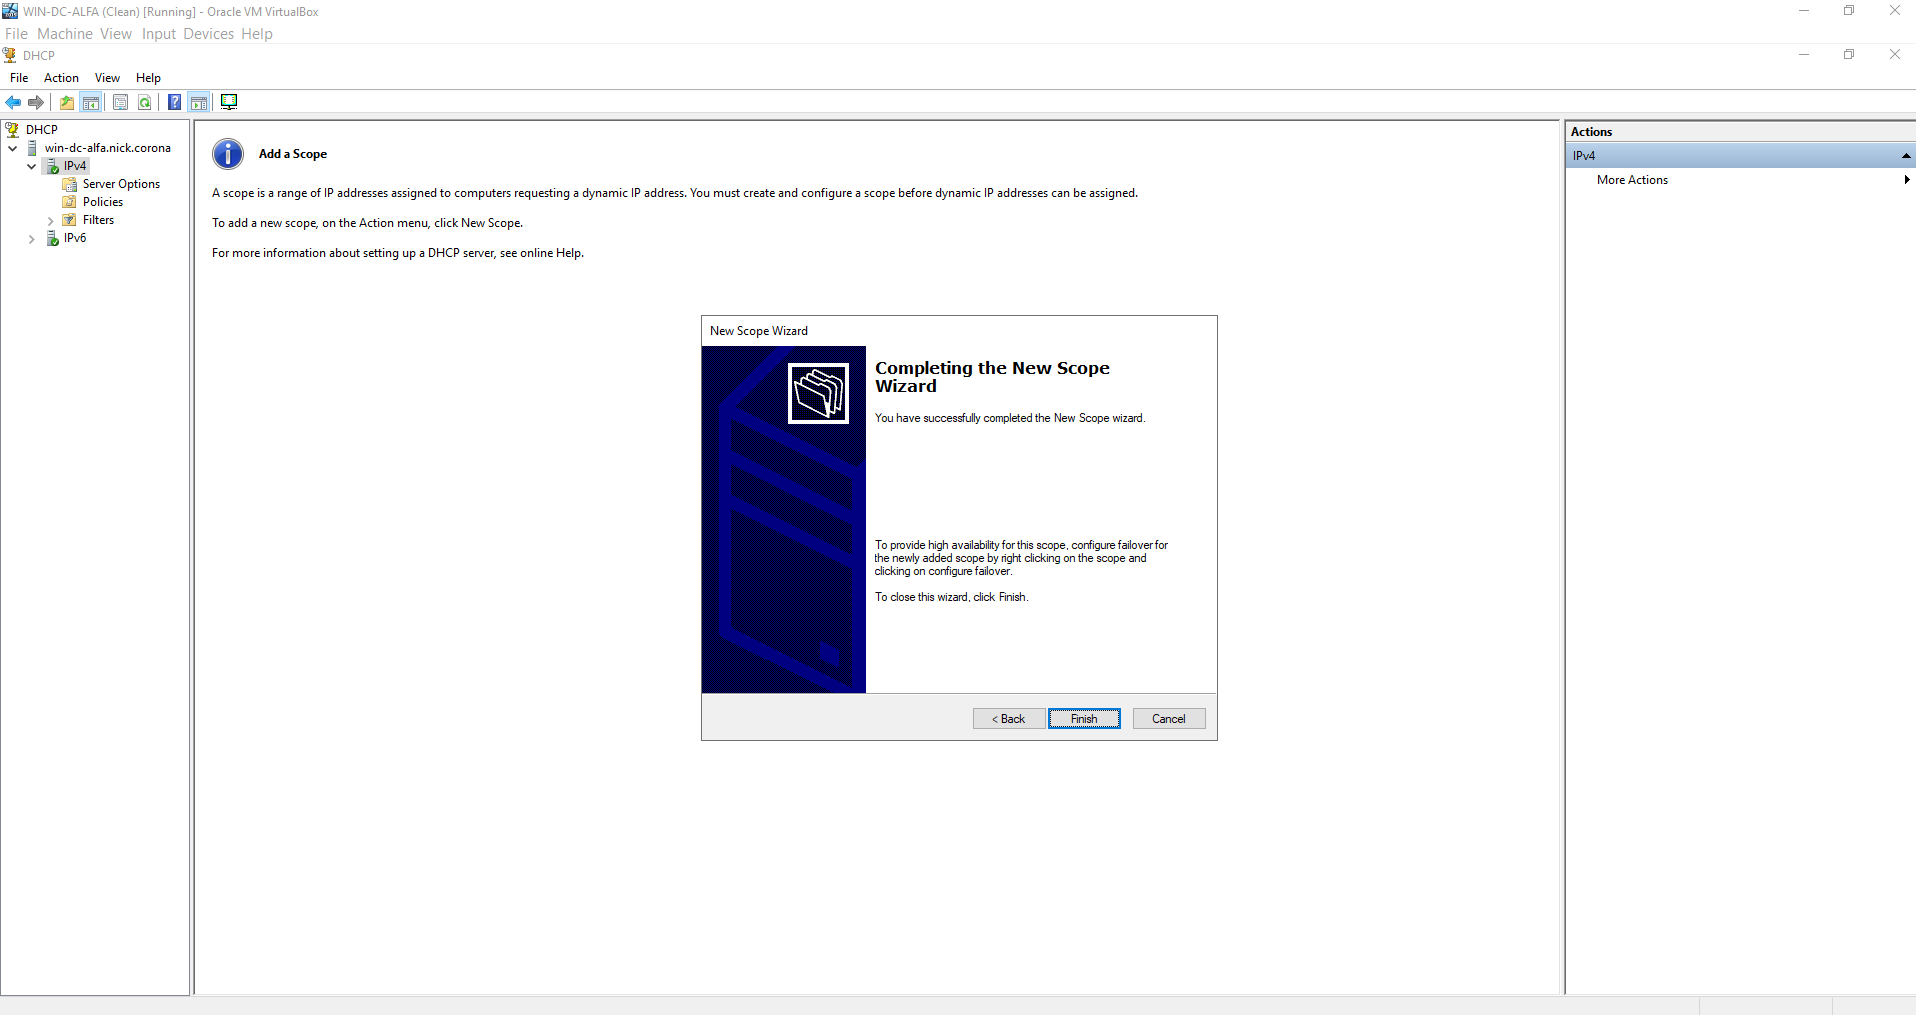 WIN-DC-ALFA (Clean) [Running] - Oracle VM VirtualBox
File Machine View Input Devices Help
DHCP
File Action View Help
DHCP
win-dc-alfa.nick.corona
IPv4
Server Options
Policies
Filters
IPv6
Add a Scope
A scope is a range of IP addresses assigned to computers requesting a dynamic IP address. You must create and configure a scope before dynamic IP addresses can be assigned.
To add a new scope, on the Action menu, click New Scope.
For more information about setting up a DHCP server, see online Help.
New Scope Wizard
Completing the New Scope
Wizard
You have successfully completed the New Scope wizard.
To provide high availability for this scope, configure failover for
the newly added scope by right clicking on the scope and
clicking on configure failover.
To close this wizard, click Finish.
< Back Finish Cancel
Actions
IPv4
More Actions